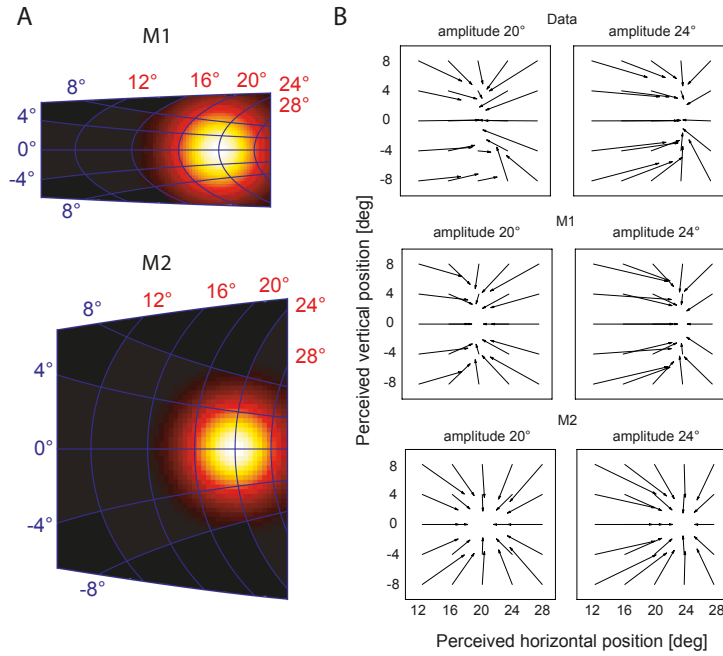 A
M1
8°
12°
16°
20°
24°
28°
4°
0°
-4°
8°
M2
8°
12°
16°
20°
24°
28°
4°
0°
-4°
-8°
B
Data
amplitude 20°
amplitude 24°
8
4
0
-4
-8
M1
amplitude 20°
amplitude 24°
8
4
0
-4
-8
M2
amplitude 20°
amplitude 24°
8
4
0
-4
-8
12 16 20 24 28
12 16 20 24 28
Perceived vertical position [deg]
Perceived horizontal position [deg]